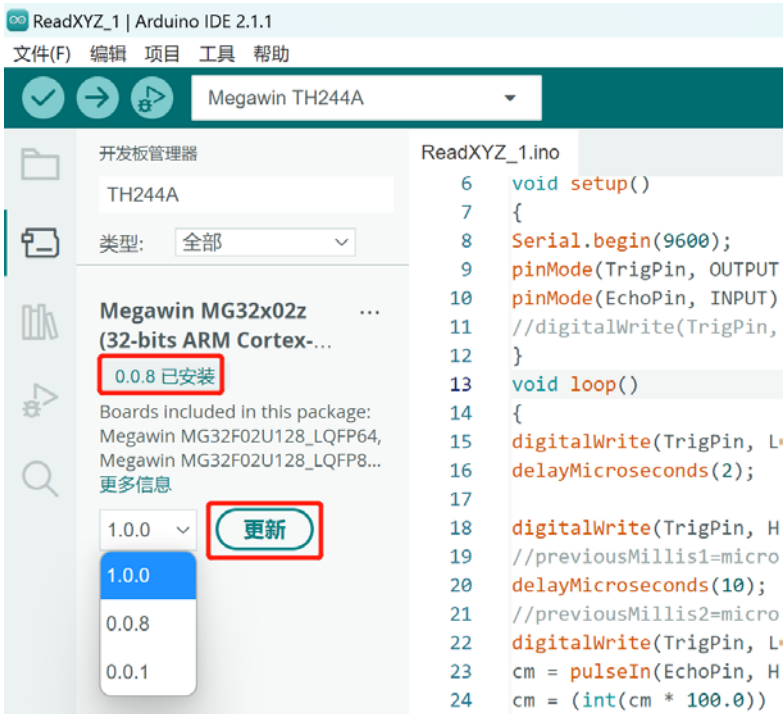 ReadXYZ_1 | Arduino IDE 2.1.1
文件(F) 编辑 项目 工具 帮助
Megawin TH244A
开发板管理器
TH244A
类型: 全部
Megawin MG32x02z
(32-bits ARM Cortex-...
0.0.8 已安装
Boards included in this package:
Megawin MG32F02U128_LQFP64,
Megawin MG32F02U128_LQFP8...
更多信息
1.0.0 更新
1.0.0
0.0.8
0.0.1
ReadXYZ_1.ino
6 void setup()
7 {
8 Serial.begin(9600);
9 pinMode(TrigPin, OUTPUT
10 pinMode(EchoPin, INPUT)
11 //digitalWrite(TrigPin,
12 }
13 void loop()
14 {
15 digitalWrite(TrigPin, L
16 delayMicroseconds(2);
17
18 digitalWrite(TrigPin, H
19 //previousMillis1=micro
20 delayMicroseconds(10);
21 //previousMillis2=micro
22 digitalWrite(TrigPin, L
23 cm = pulseIn(EchoPin, H
24 cm = (int(cm * 100.0))